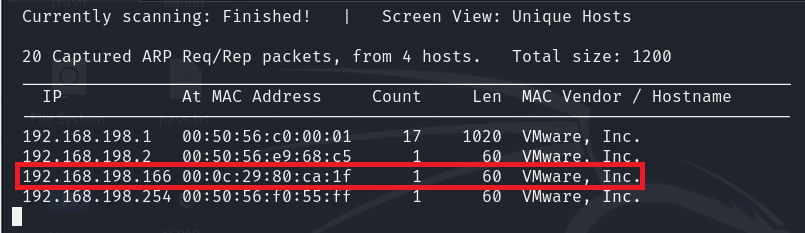 Currently scanning: Finished!   |   Screen View: Unique Hosts
20 Captured ARP Req/Rep packets, from 4 hosts.   Total size: 1200
IP            At MAC Address     Count     Len  MAC Vendor / Hostname
192.168.198.1   00:50:56:c0:00:01     17    1020  VMware, Inc.
192.168.198.2   00:50:56:e9:68:c5      1      60  VMware, Inc.
192.168.198.166 00:0c:29:80:ca:1f      1      60  VMware, Inc.
192.168.198.254 00:50:56:f0:55:ff      1      60  VMware, Inc.